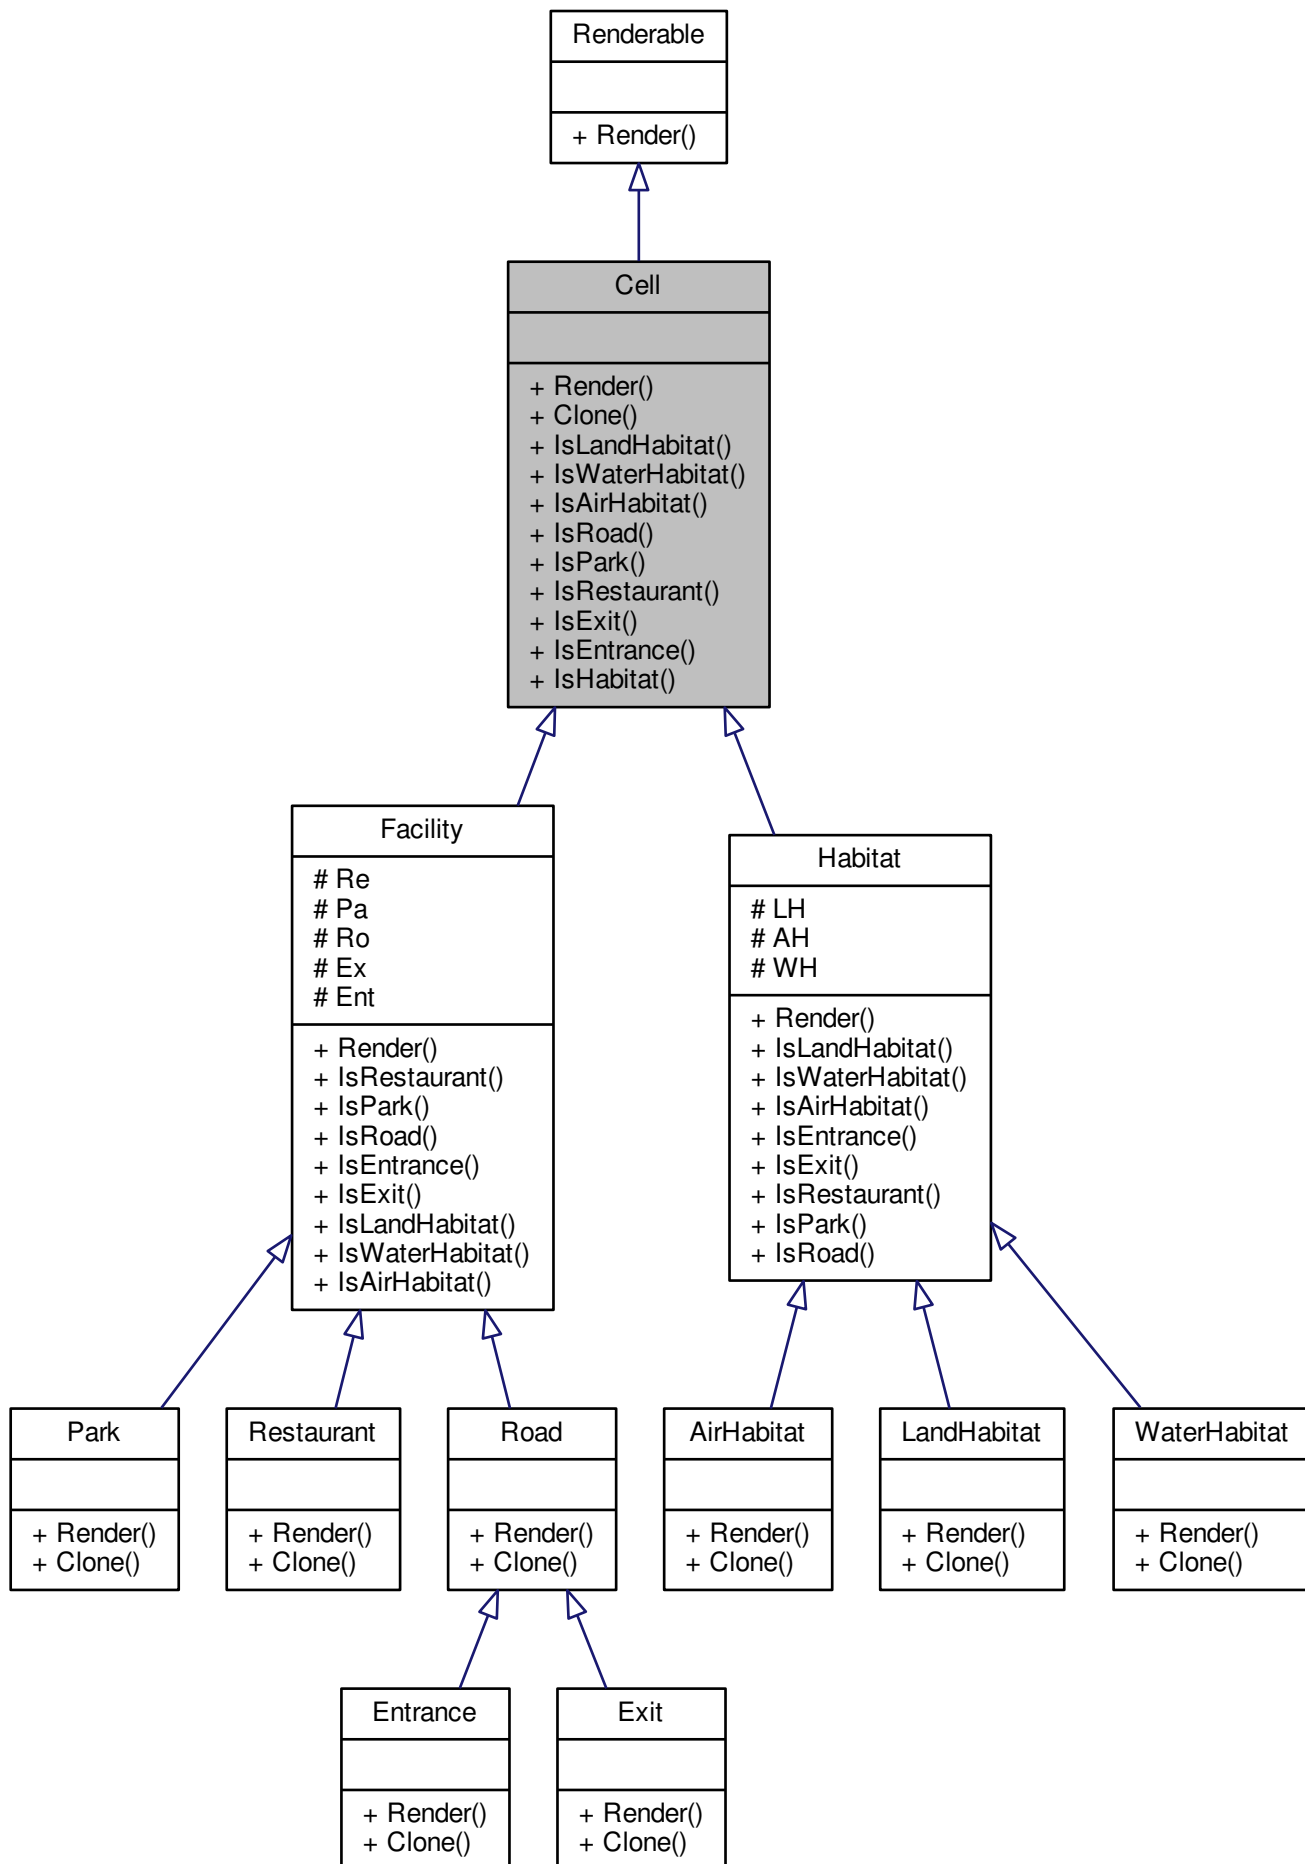 Renderable
+ Render()
Cell
+ Render()
+ Clone()
+ IsLandHabitat()
+ IsWaterHabitat()
+ IsAirHabitat()
+ IsRoad()
+ IsPark()
+ IsRestaurant()
+ IsExit()
+ IsEntrance()
+ IsHabitat()
Facility
# Re
# Pa
# Ro
# Ex
# Ent
+ Render()
+ IsRestaurant()
+ IsPark()
+ IsRoad()
+ IsEntrance()
+ IsExit()
+ IsLandHabitat()
+ IsWaterHabitat()
+ IsAirHabitat()
Habitat
# LH
# AH
# WH
+ Render()
+ IsLandHabitat()
+ IsWaterHabitat()
+ IsAirHabitat()
+ IsEntrance()
+ IsExit()
+ IsRestaurant()
+ IsPark()
+ IsRoad()
Park
+ Render()
+ Clone()
Restaurant
+ Render()
+ Clone()
Road
+ Render()
+ Clone()
AirHabitat
+ Render()
+ Clone()
LandHabitat
+ Render()
+ Clone()
WaterHabitat
+ Render()
+ Clone()
Entrance
+ Render()
+ Clone()
Exit
+ Render()
+ Clone()